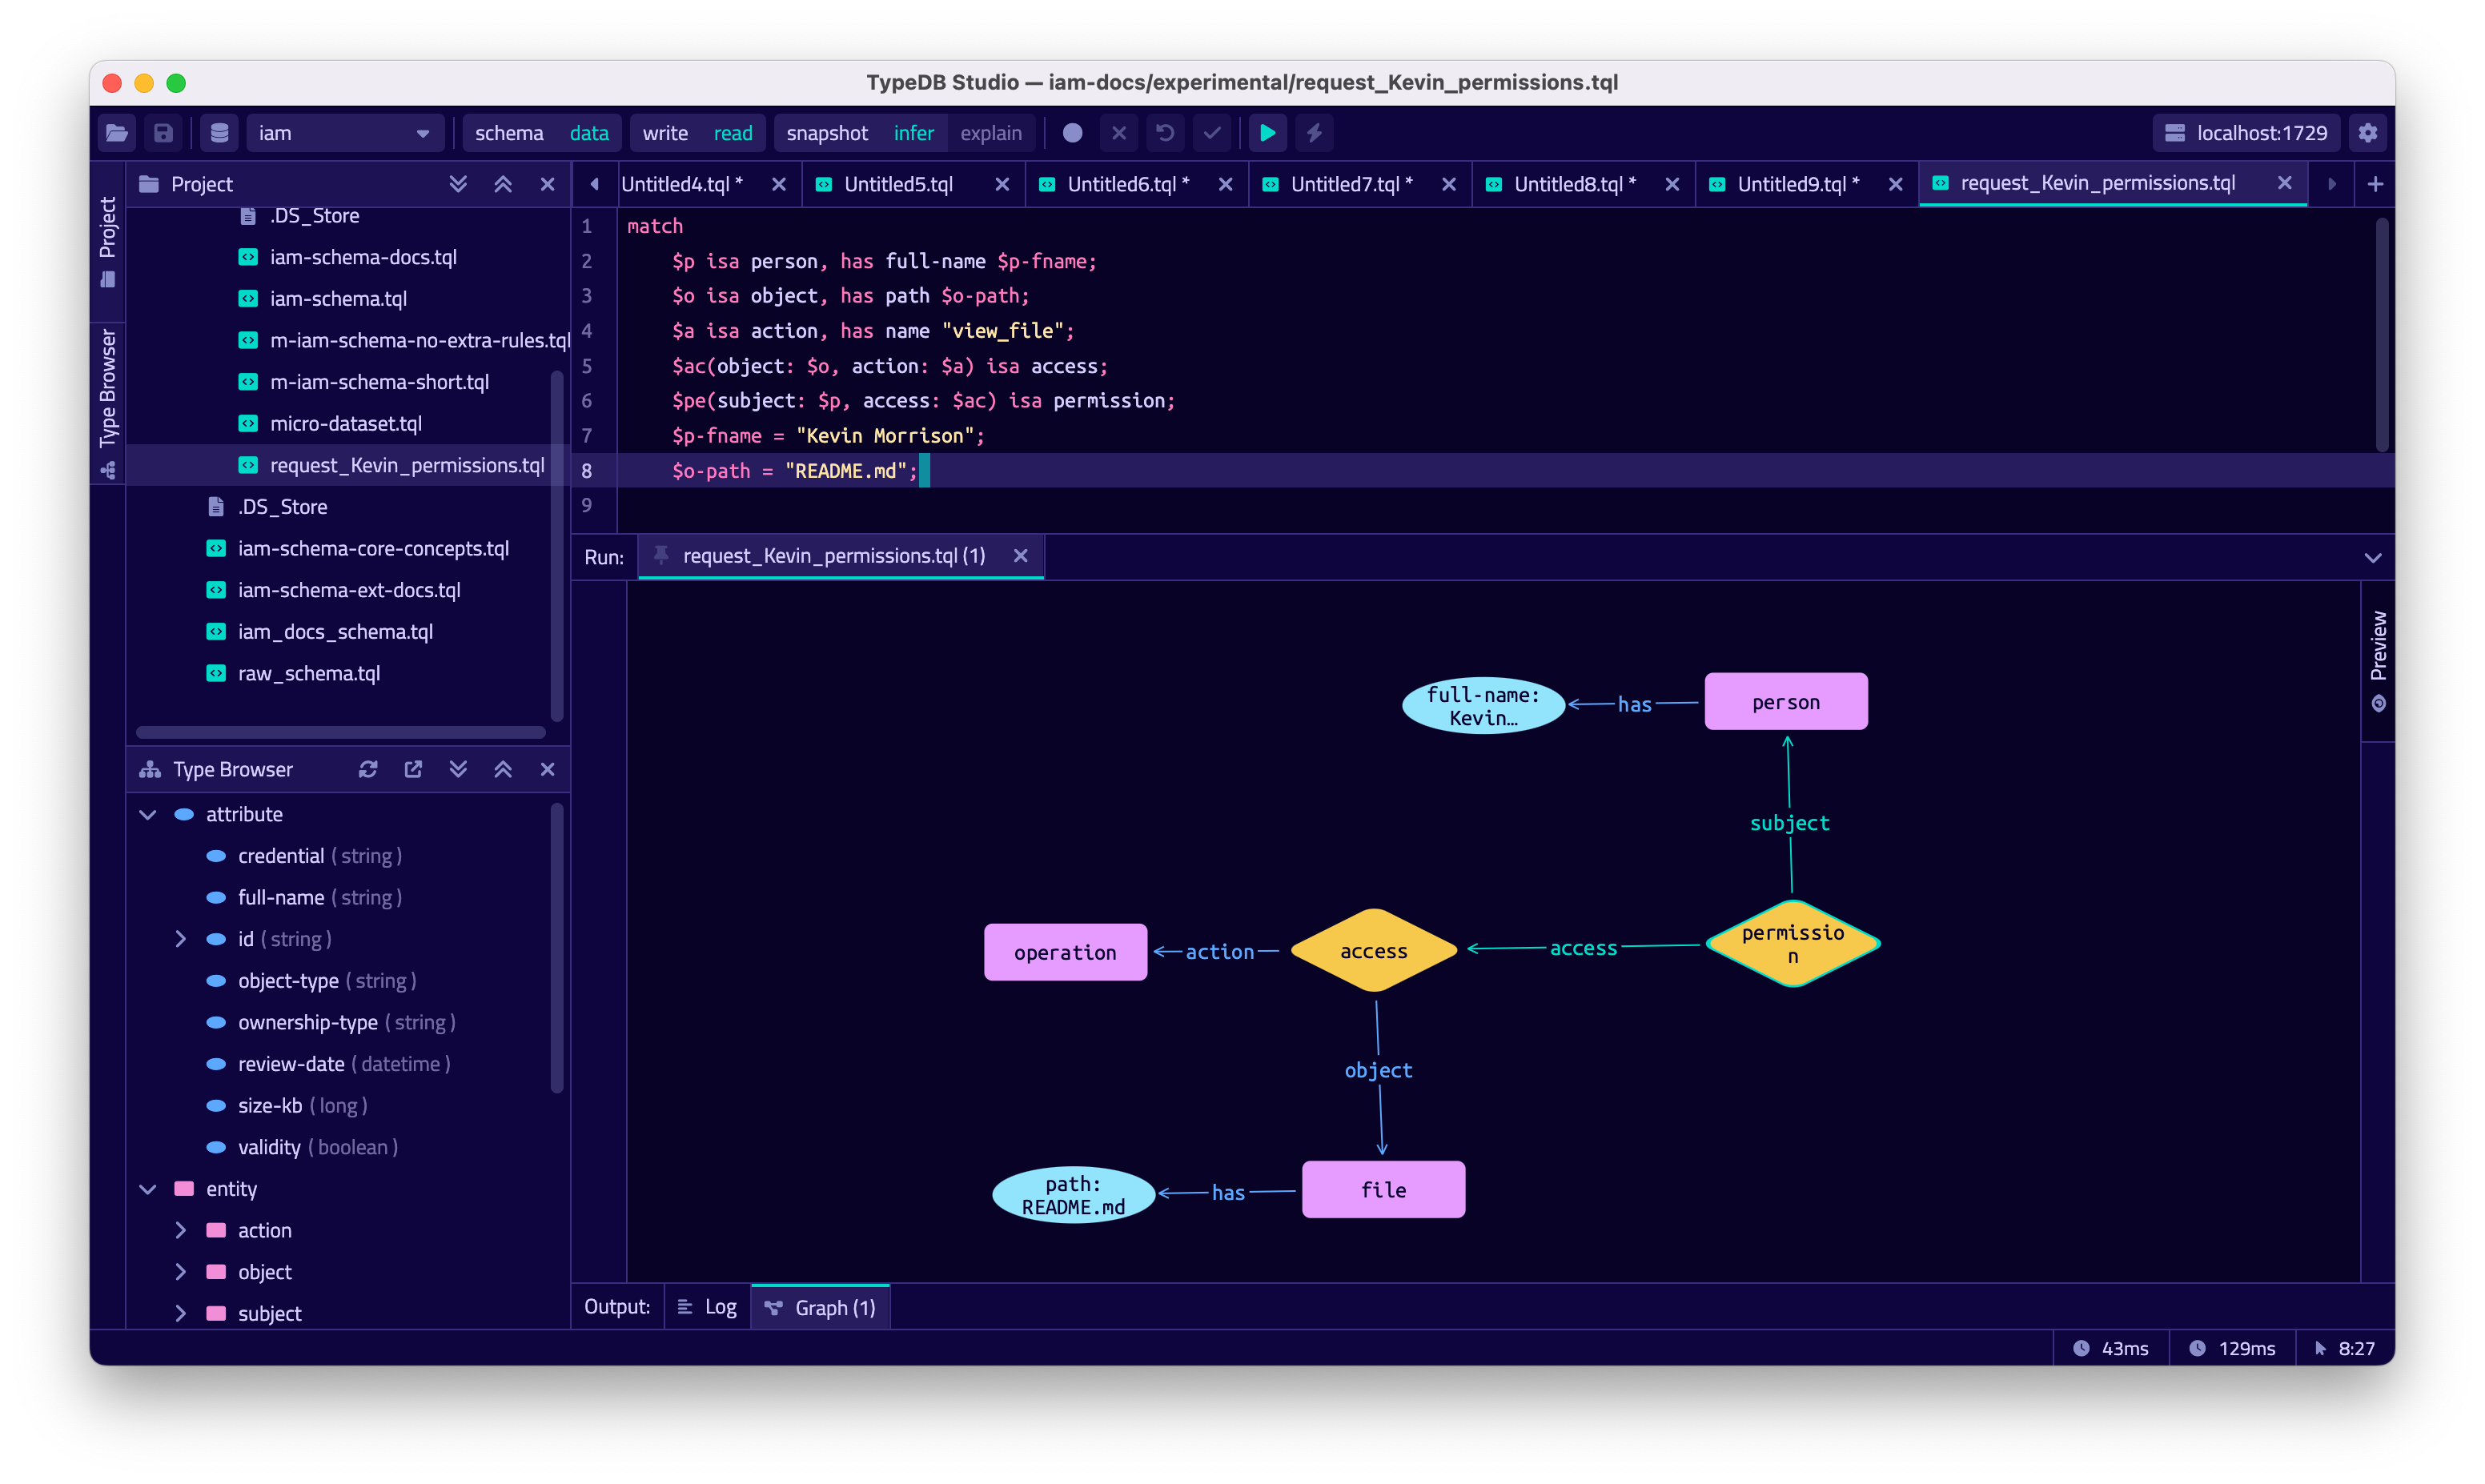 TypeDB Studio — iam-docs/experimental/request_Kevin_permissions.tql
iam
schema data
write read
snapshot infer explain
localhost:1729
Project
Type Browser
Project
.DS_Store
iam-schema-docs.tql
iam-schema.tql
m-iam-schema-no-extra-rules.tql
m-iam-schema-short.tql
micro-dataset.tql
request_Kevin_permissions.tql
.DS_Store
iam-schema-core-concepts.tql
iam-schema-ext-docs.tql
iam_docs_schema.tql
raw_schema.tql
Type Browser
attribute
credential (string)
full-name (string)
id (string)
object-type (string)
ownership-type (string)
review-date (datetime)
size-kb (long)
validity (boolean)
entity
action
object
subject
Untitled4.tql * Untitled5.tql Untitled6.tql * Untitled7.tql * Untitled8.tql * Untitled9.tql * request_Kevin_permissions.tql
1 match
2 $p isa person, has full-name $p-fname;
3 $o isa object, has path $o-path;
4 $a isa action, has name "view_file";
5 $ac(object: $o, action: $a) isa access;
6 $pe(subject: $p, access: $ac) isa permission;
7 $p-fname = "Kevin Morrison";
8 $o-path = "README.md";
9
Run: request_Kevin_permissions.tql (1)
Preview
full-name:
Kevin…
has
person
subject
operation
action
access
access
permissio
n
object
path:
README.md
has
file
Output: Log Graph (1)
43ms 129ms 8:27